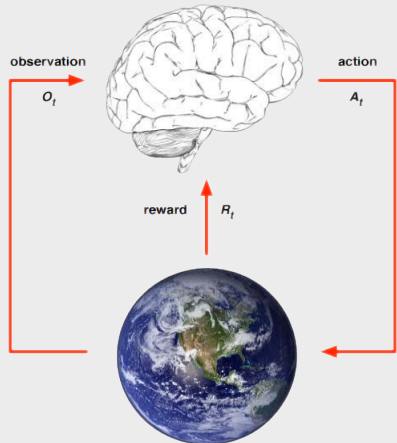 observation
O_t
action
A_t
reward R_t